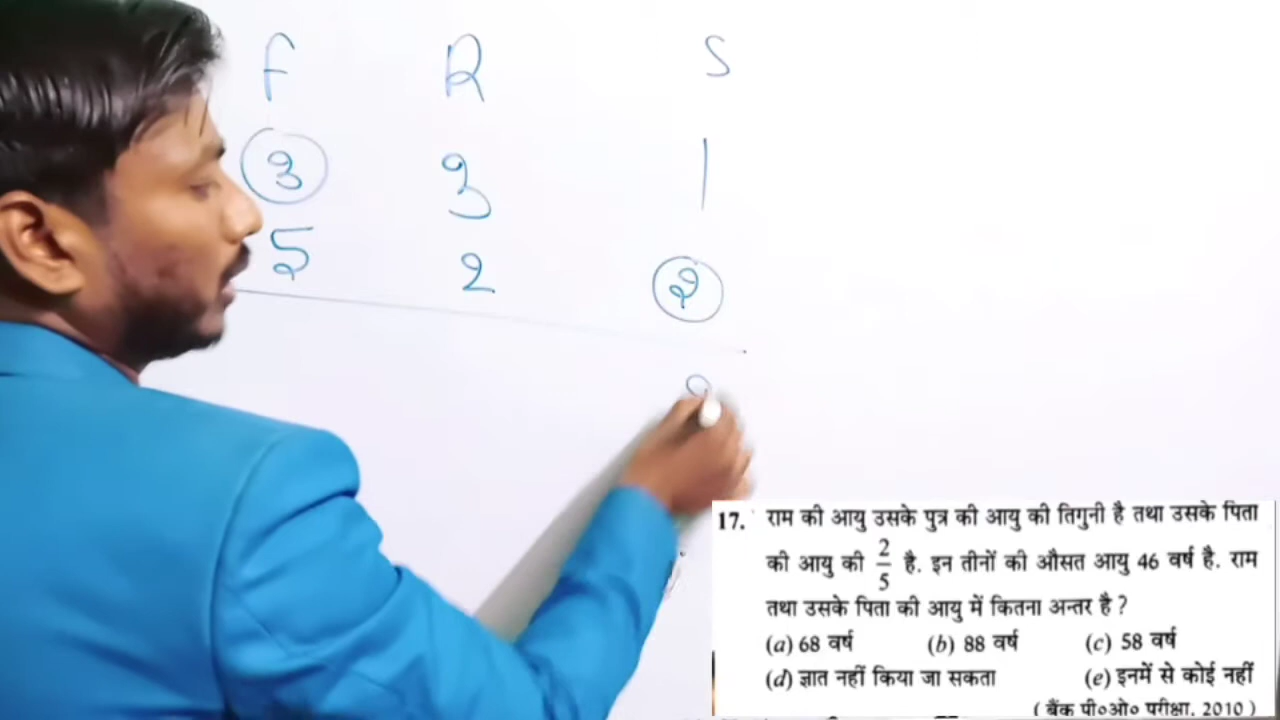 F R S
3 3 1
5 2 2
2
17. राम की आयु उसके पुत्र की आयु की तिगुनी है तथा उसके पिता
की आयु की 2/5 है. इन तीनों की औसत आयु 46 वर्ष है. राम
तथा उसके पिता की आयु में कितना अन्तर है ?
(a) 68 वर्ष (b) 88 वर्ष (c) 58 वर्ष
(d) ज्ञात नहीं किया जा सकता (e) इनमें से कोई नहीं
( बैंक पी०ओ० परीक्षा, 2010 )